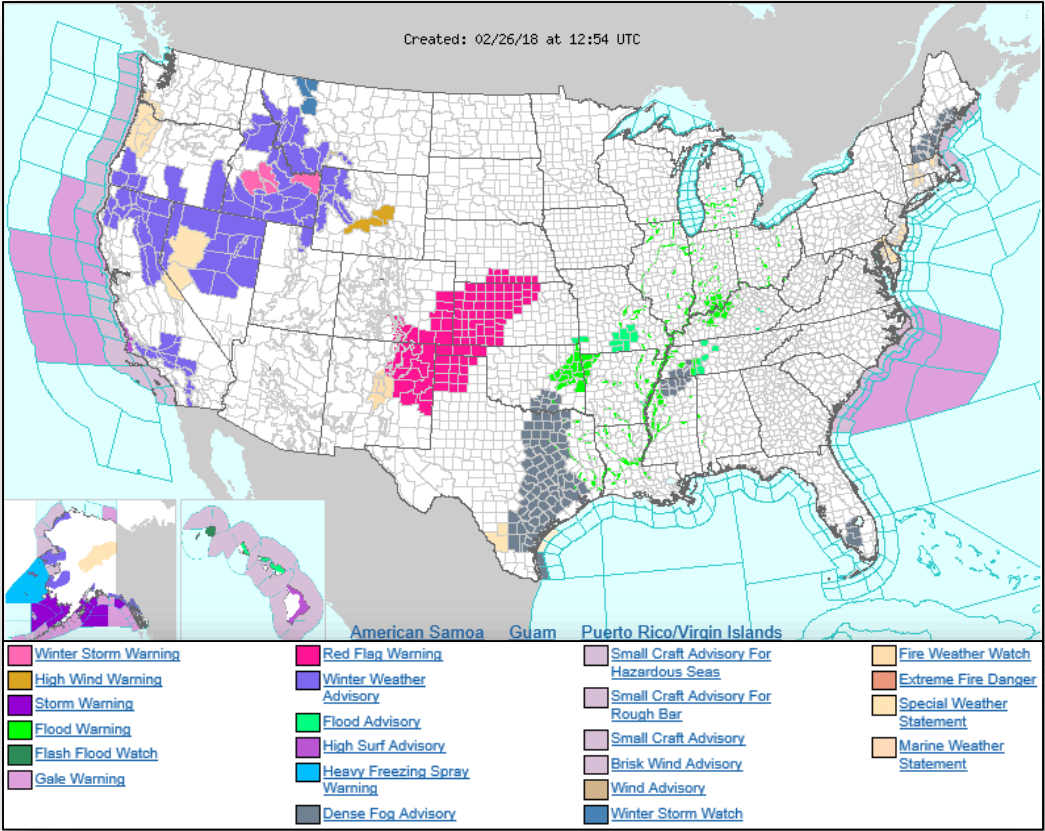 Created: 02/26/18 at 12:54 UTC
American Samoa Guam Puerto Rico/Virgin Islands
Winter Storm Warning
High Wind Warning
Storm Warning
Flood Warning
Flash Flood Watch
Gale Warning
Red Flag Warning
Winter Weather
Advisory
Flood Advisory
High Surf Advisory
Heavy Freezing Spray
Warning
Dense Fog Advisory
Small Craft Advisory For
Hazardous Seas
Small Craft Advisory For
Rough Bar
Small Craft Advisory
Brisk Wind Advisory
Wind Advisory
Winter Storm Watch
Fire Weather Watch
Extreme Fire Danger
Special Weather
Statement
Marine Weather
Statement